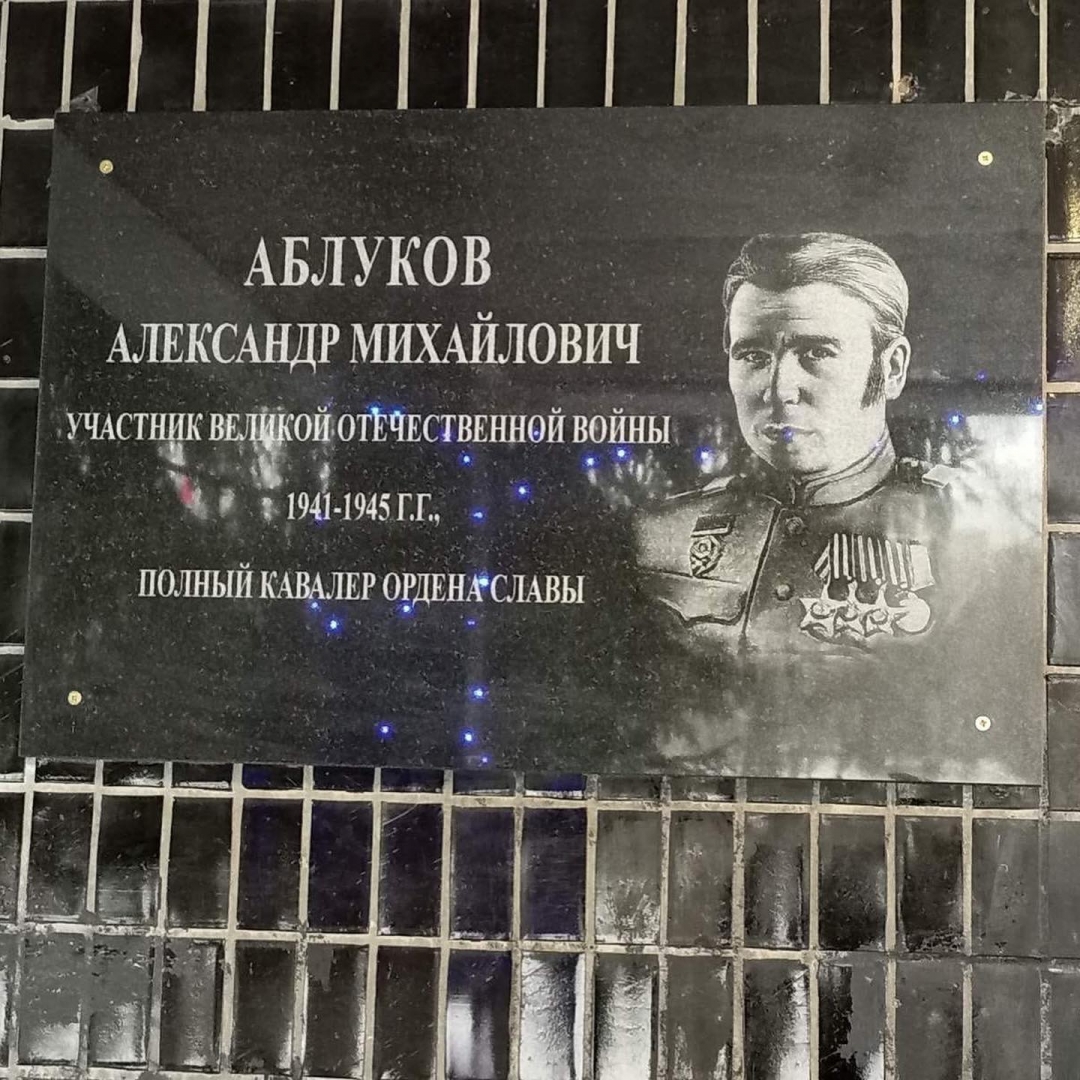 АБЛУКОВ
АЛЕКСАНДР МИХАЙЛОВИЧ
УЧАСТНИК ВЕЛИКОЙ ОТЕЧЕСТВЕННОЙ ВОЙНЫ
1941-1945 Г.Г.,
ПОЛНЫЙ КАВАЛЕР ОРДЕНА СЛАВЫ